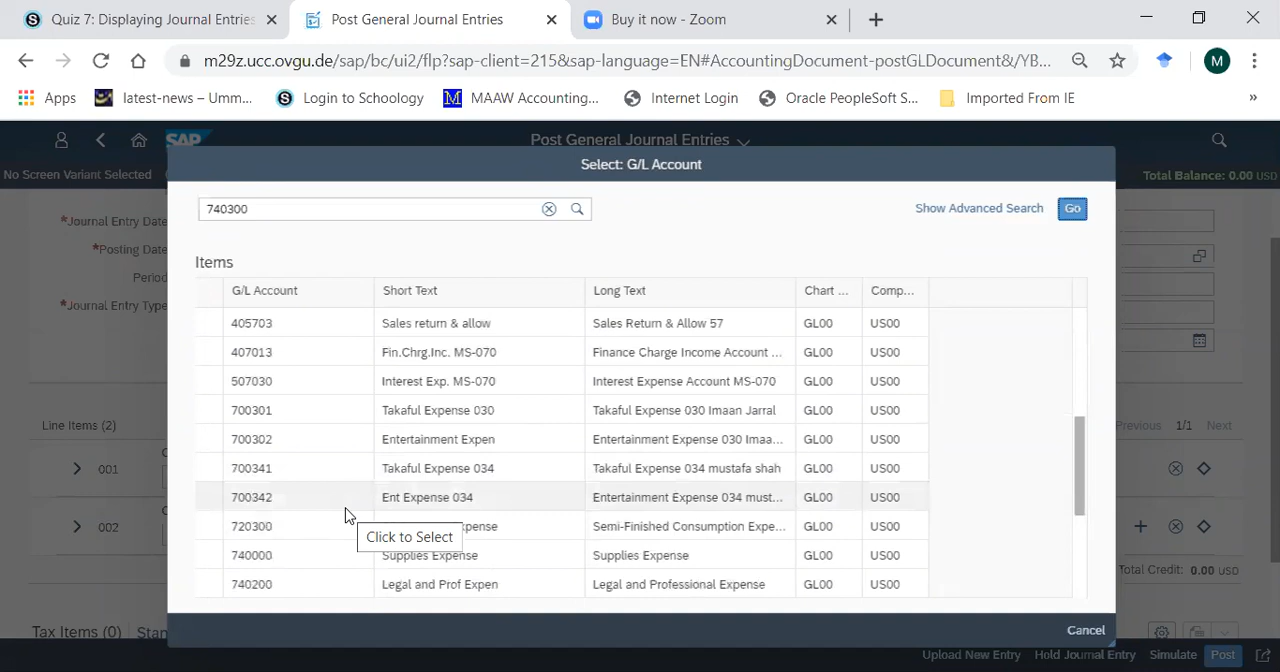 Quiz 7: Displaying Journal Entries
Post General Journal Entries
Buy it now - Zoom
m29z.ucc.ovgu.de/sap/bc/ui2/flp?sap-client=215&sap-language=EN#AccountingDocument-postGLDocument&/YB...
M
Apps
latest-news – Umm...
Login to Schoology
MAAW Accounting...
Internet Login
Oracle PeopleSoft S...
Imported From IE
»
SAP
Post General Journal Entries
No Screen Variant Selected
Total Balance: 0.00 USD
Select: G/L Account
740300
Show Advanced Search
Go
*Journal Entry Date
*Posting Date
Period
*Journal Entry Type
Items
G/L Account Short Text Long Text Chart ... Comp...
405703 Sales return & allow Sales Return & Allow 57 GL00 US00
407013 Fin.Chrg.Inc. MS-070 Finance Charge Income Account ... GL00 US00
507030 Interest Exp. MS-070 Interest Expense Account MS-070 GL00 US00
700301 Takaful Expense 030 Takaful Expense 030 Imaan Jarral GL00 US00
700302 Entertainment Expen Entertainment Expense 030 Imaa... GL00 US00
700341 Takaful Expense 034 Takaful Expense 034 mustafa shah GL00 US00
700342 Ent Expense 034 Entertainment Expense 034 must... GL00 US00
720300 xpense Semi-Finished Consumption Expe... GL00 US00
Click to Select
740000 Supplies Expense Supplies Expense GL00 US00
740200 Legal and Prof Expen Legal and Professional Expense GL00 US00
Line Items (2)
Previous 1/1 Next
001
002
Total Credit: 0.00 USD
Cancel
Tax Items (0) Stan
Upload New Entry Hold Journal Entry Simulate Post